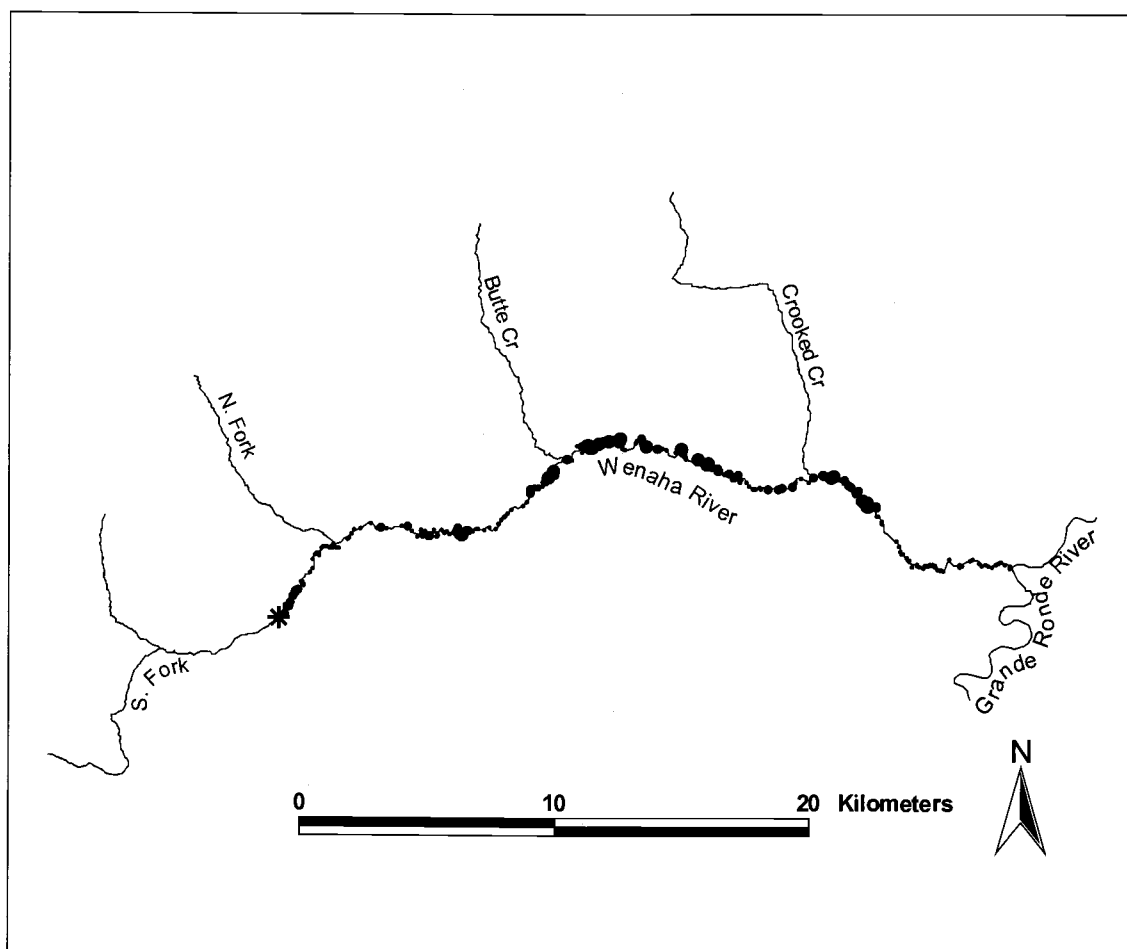 Butte Cr
Crooked Cr
N. Fork
Wenaha River
S. Fork
Grande Ronde River
N
0 10 20 Kilometers